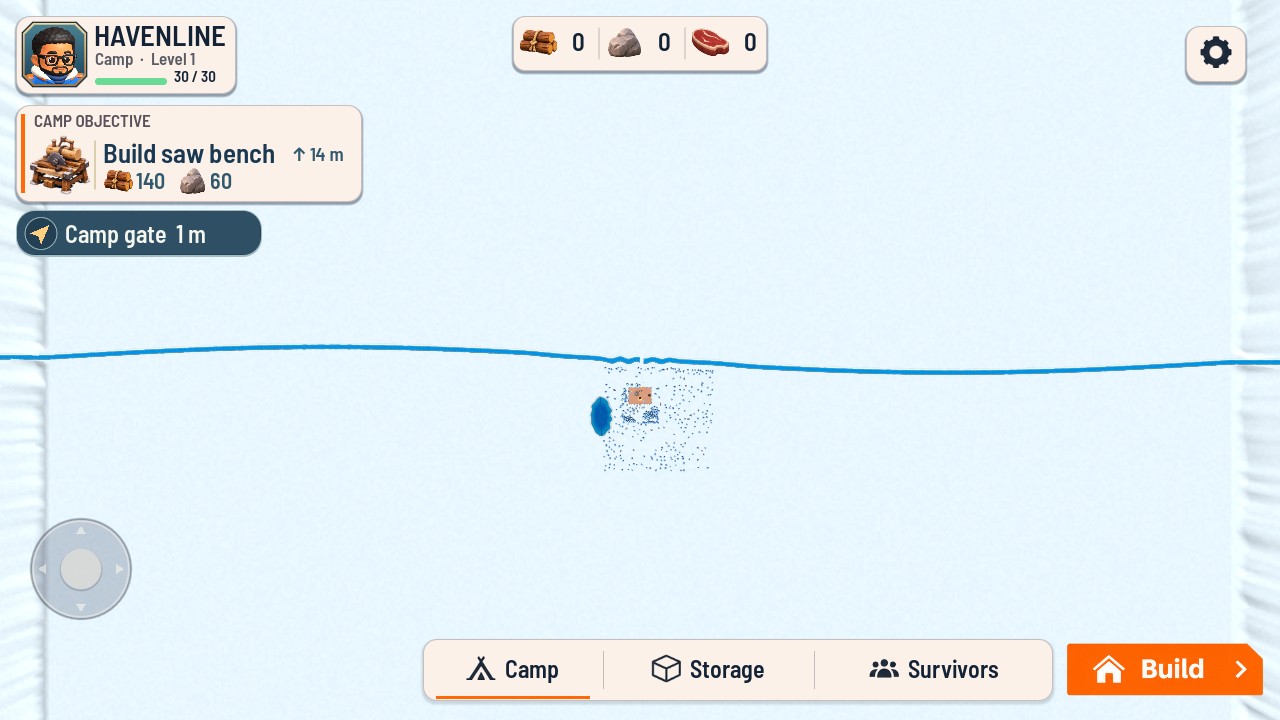 HAVENLINE
Camp · Level 1
30 / 30
0 0 0
CAMP OBJECTIVE
Build saw bench ↑ 14 m
140 60
Camp gate 1 m
Camp Storage Survivors Build